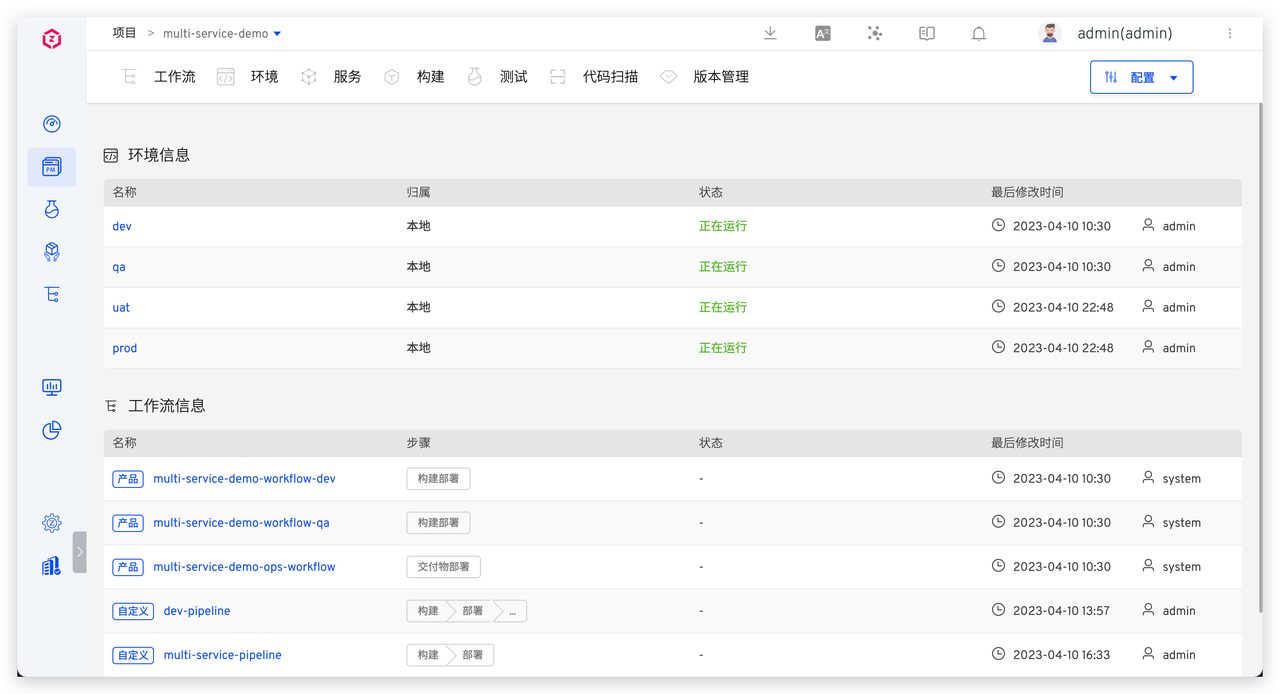 项目 > multi-service-demo
admin(admin)
工作流 环境 服务 构建 测试 代码扫描 版本管理 配置
环境信息
名称 归属 状态 最后修改时间
dev 本地 正在运行 2023-04-10 10:30 admin
qa 本地 正在运行 2023-04-10 10:30 admin
uat 本地 正在运行 2023-04-10 22:48 admin
prod 本地 正在运行 2023-04-10 22:48 admin
工作流信息
名称 步骤 状态 最后修改时间
产品 multi-service-demo-workflow-dev 构建部署 - 2023-04-10 10:30 system
产品 multi-service-demo-workflow-qa 构建部署 - 2023-04-10 10:30 system
产品 multi-service-demo-ops-workflow 交付物部署 - 2023-04-10 10:30 system
自定义 dev-pipeline 构建 部署 ... - 2023-04-10 13:57 admin
自定义 multi-service-pipeline 构建 部署 - 2023-04-10 16:33 admin